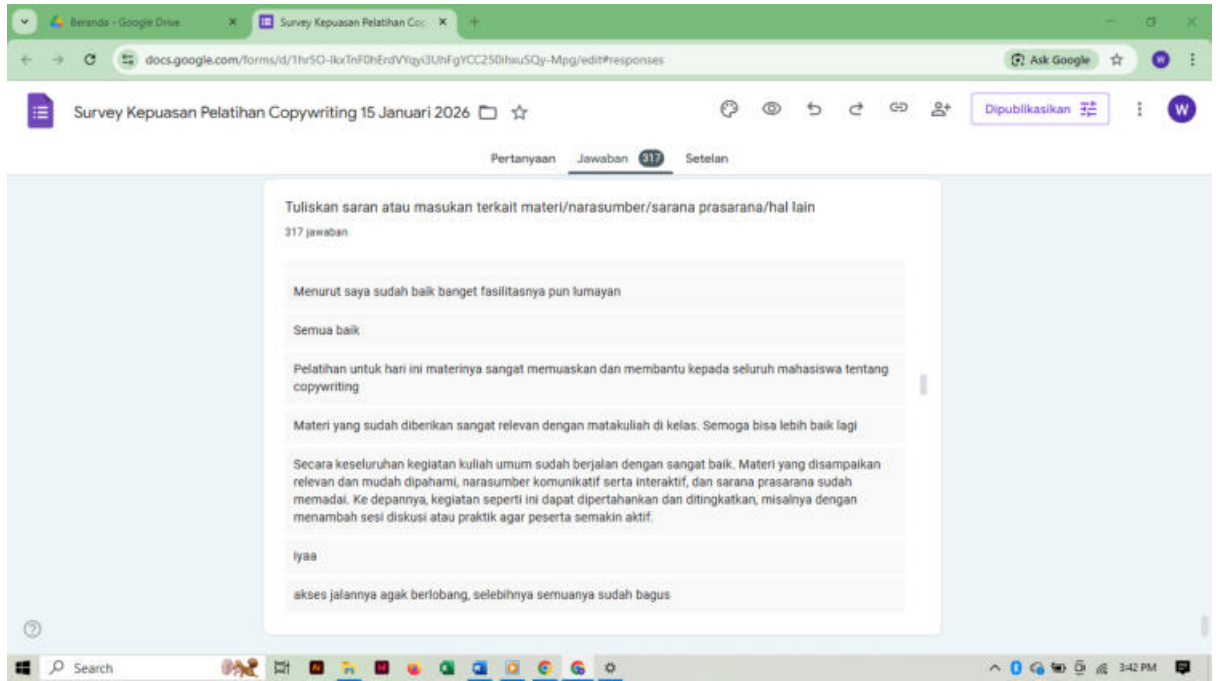 Beranda - Google Drive
Survey Kepuasan Pelatihan Cop
docs.google.com/forms/d/
/edit#responses
Ask Google
Survey Kepuasan Pelatihan Copywriting 15 Januari 2026
Dipublikasikan
W
Pertanyaan Jawaban 317 Setelan
Tuliskan saran atau masukan terkait materi/narasumber/sarana prasarana/hal lain
317 jawaban
Menurut saya sudah baik banget fasilitasnya pun lumayan
Semua baik
Pelatihan untuk hari ini materinya sangat memuaskan dan membantu kepada seluruh mahasiswa tentang
copywriting
Materi yang sudah diberikan sangat relevan dengan matakuliah di kelas. Semoga bisa lebih baik lagi
Secara keseluruhan kegiatan kuliah umum sudah berjalan dengan sangat baik. Materi yang disampaikan
relevan dan mudah dipahami, narasumber komunikatif serta interaktif, dan sarana prasarana sudah
memadai. Ke depannya, kegiatan seperti ini dapat dipertahankan dan ditingkatkan, misalnya dengan
menambah sesi diskusi atau praktik agar peserta semakin aktif.
Iyaa
akses jalannya agak berlobang, selebihnya semuanya sudah bagus
Search
3:42 PM